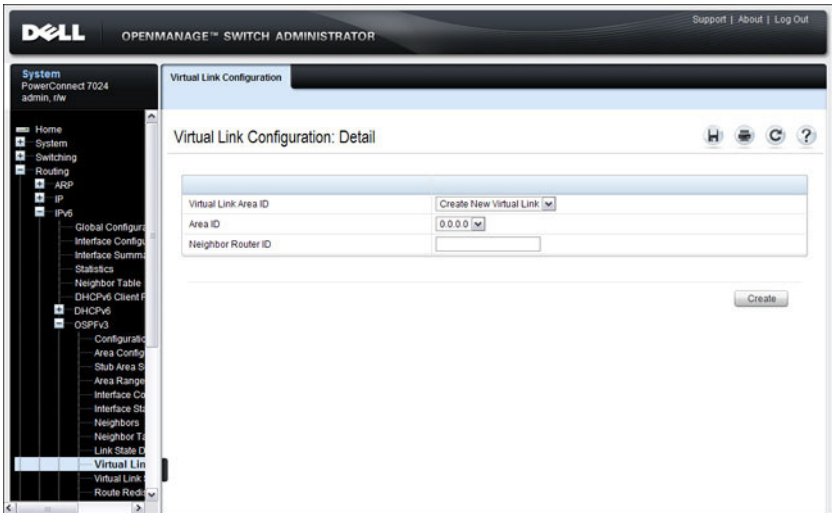 Support | About | Log Out
DELL OPENMANAGE™ SWITCH ADMINISTRATOR
System
PowerConnect 7024
admin, r/w
Virtual Link Configuration
Home
System
Switching
Routing
ARP
IP
IPv6
Global Configura
Interface Configu
Interface Summa
Statistics
Neighbor Table
DHCPv6 Client P
DHCPv6
OSPFv3
Configuratio
Area Config
Stub Area S
Area Range
Interface Co
Interface Sta
Neighbors
Neighbor Ta
Link State D
Virtual Lin
Virtual Link S
Route Redis
Virtual Link Configuration: Detail
Virtual Link Area ID Create New Virtual Link
Area ID 0.0.0.0
Neighbor Router ID
Create